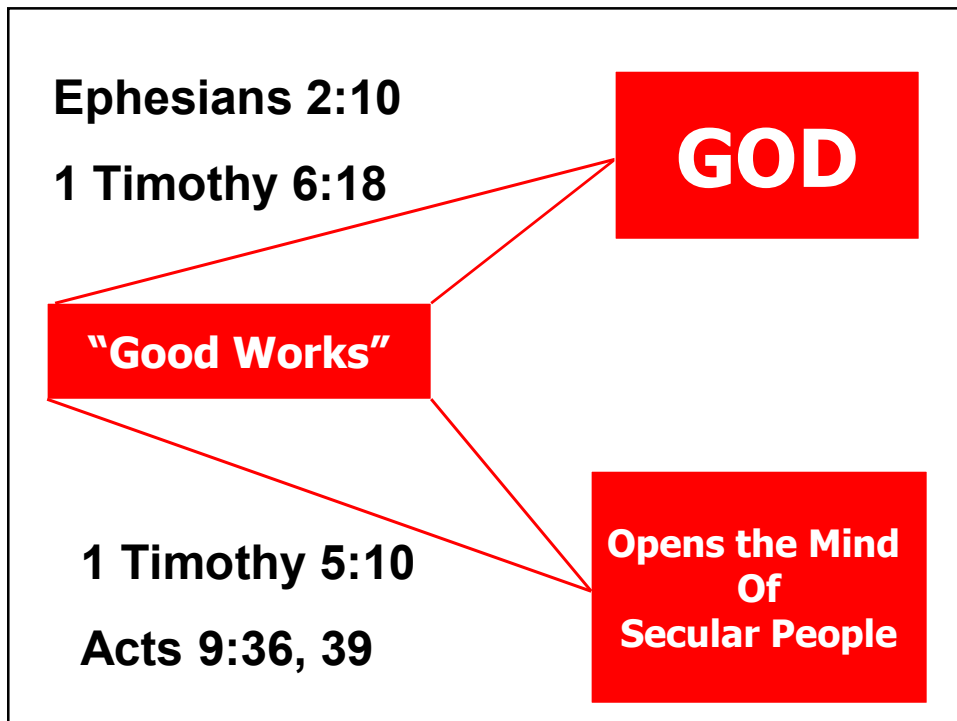 Ephesians 2:10
1 Timothy 6:18
GOD
“Good Works”
1 Timothy 5:10
Acts 9:36, 39
Opens the Mind
Of
Secular People